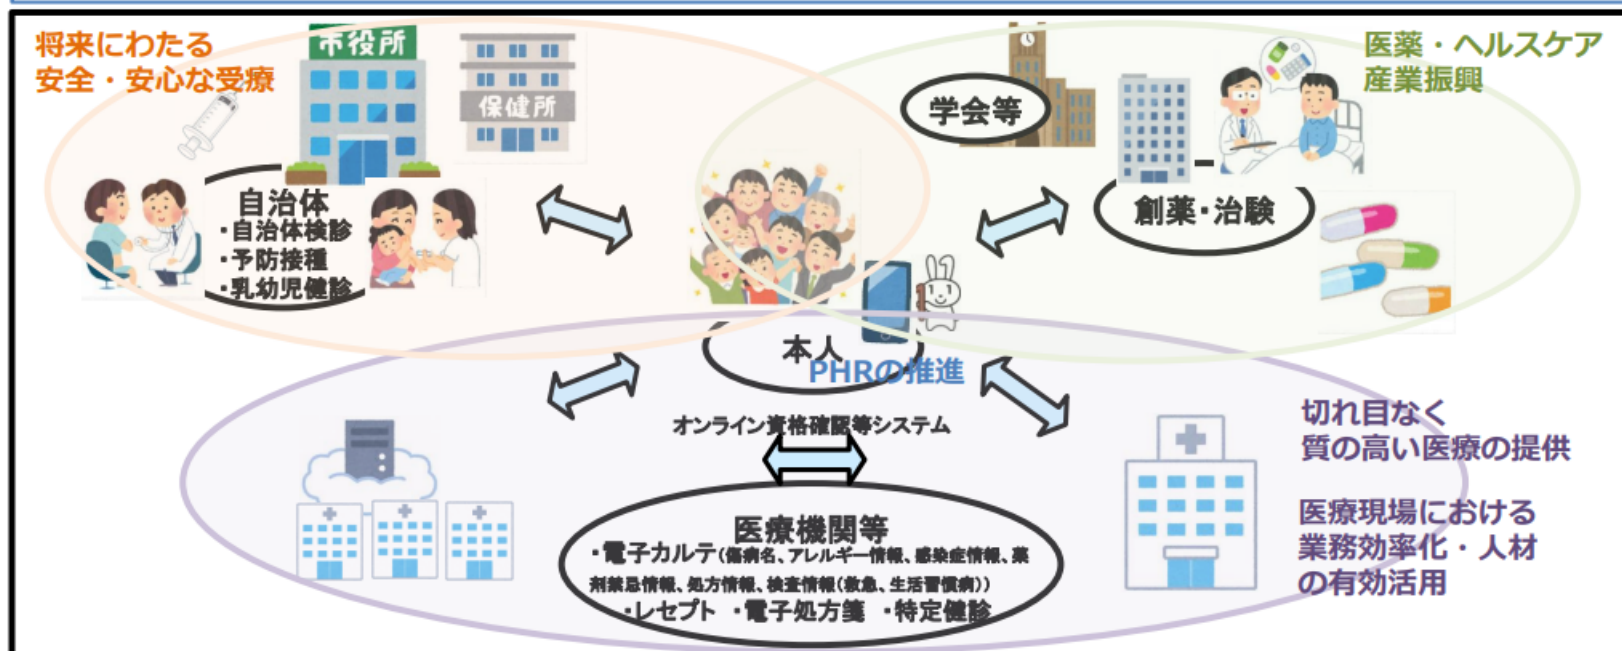 将来にわたる
安全・安心な受療
市役所
保健所
自治体
・自治体検診
・予防接種
・乳幼児健診
学会等
医薬・ヘルスケア
産業振興
創薬・治験
本人
PHRの推進
オンライン資格確認等システム
医療機関等
・電子カルテ(傷病名、アレルギー情報、感染症情報、薬
剤禁忌情報、処方情報、検査情報(救急、生活習慣病))
・レセプト ・電子処方箋 ・特定健診
切れ目なく
質の高い医療の提供
医療現場における
業務効率化・人材
の有効活用